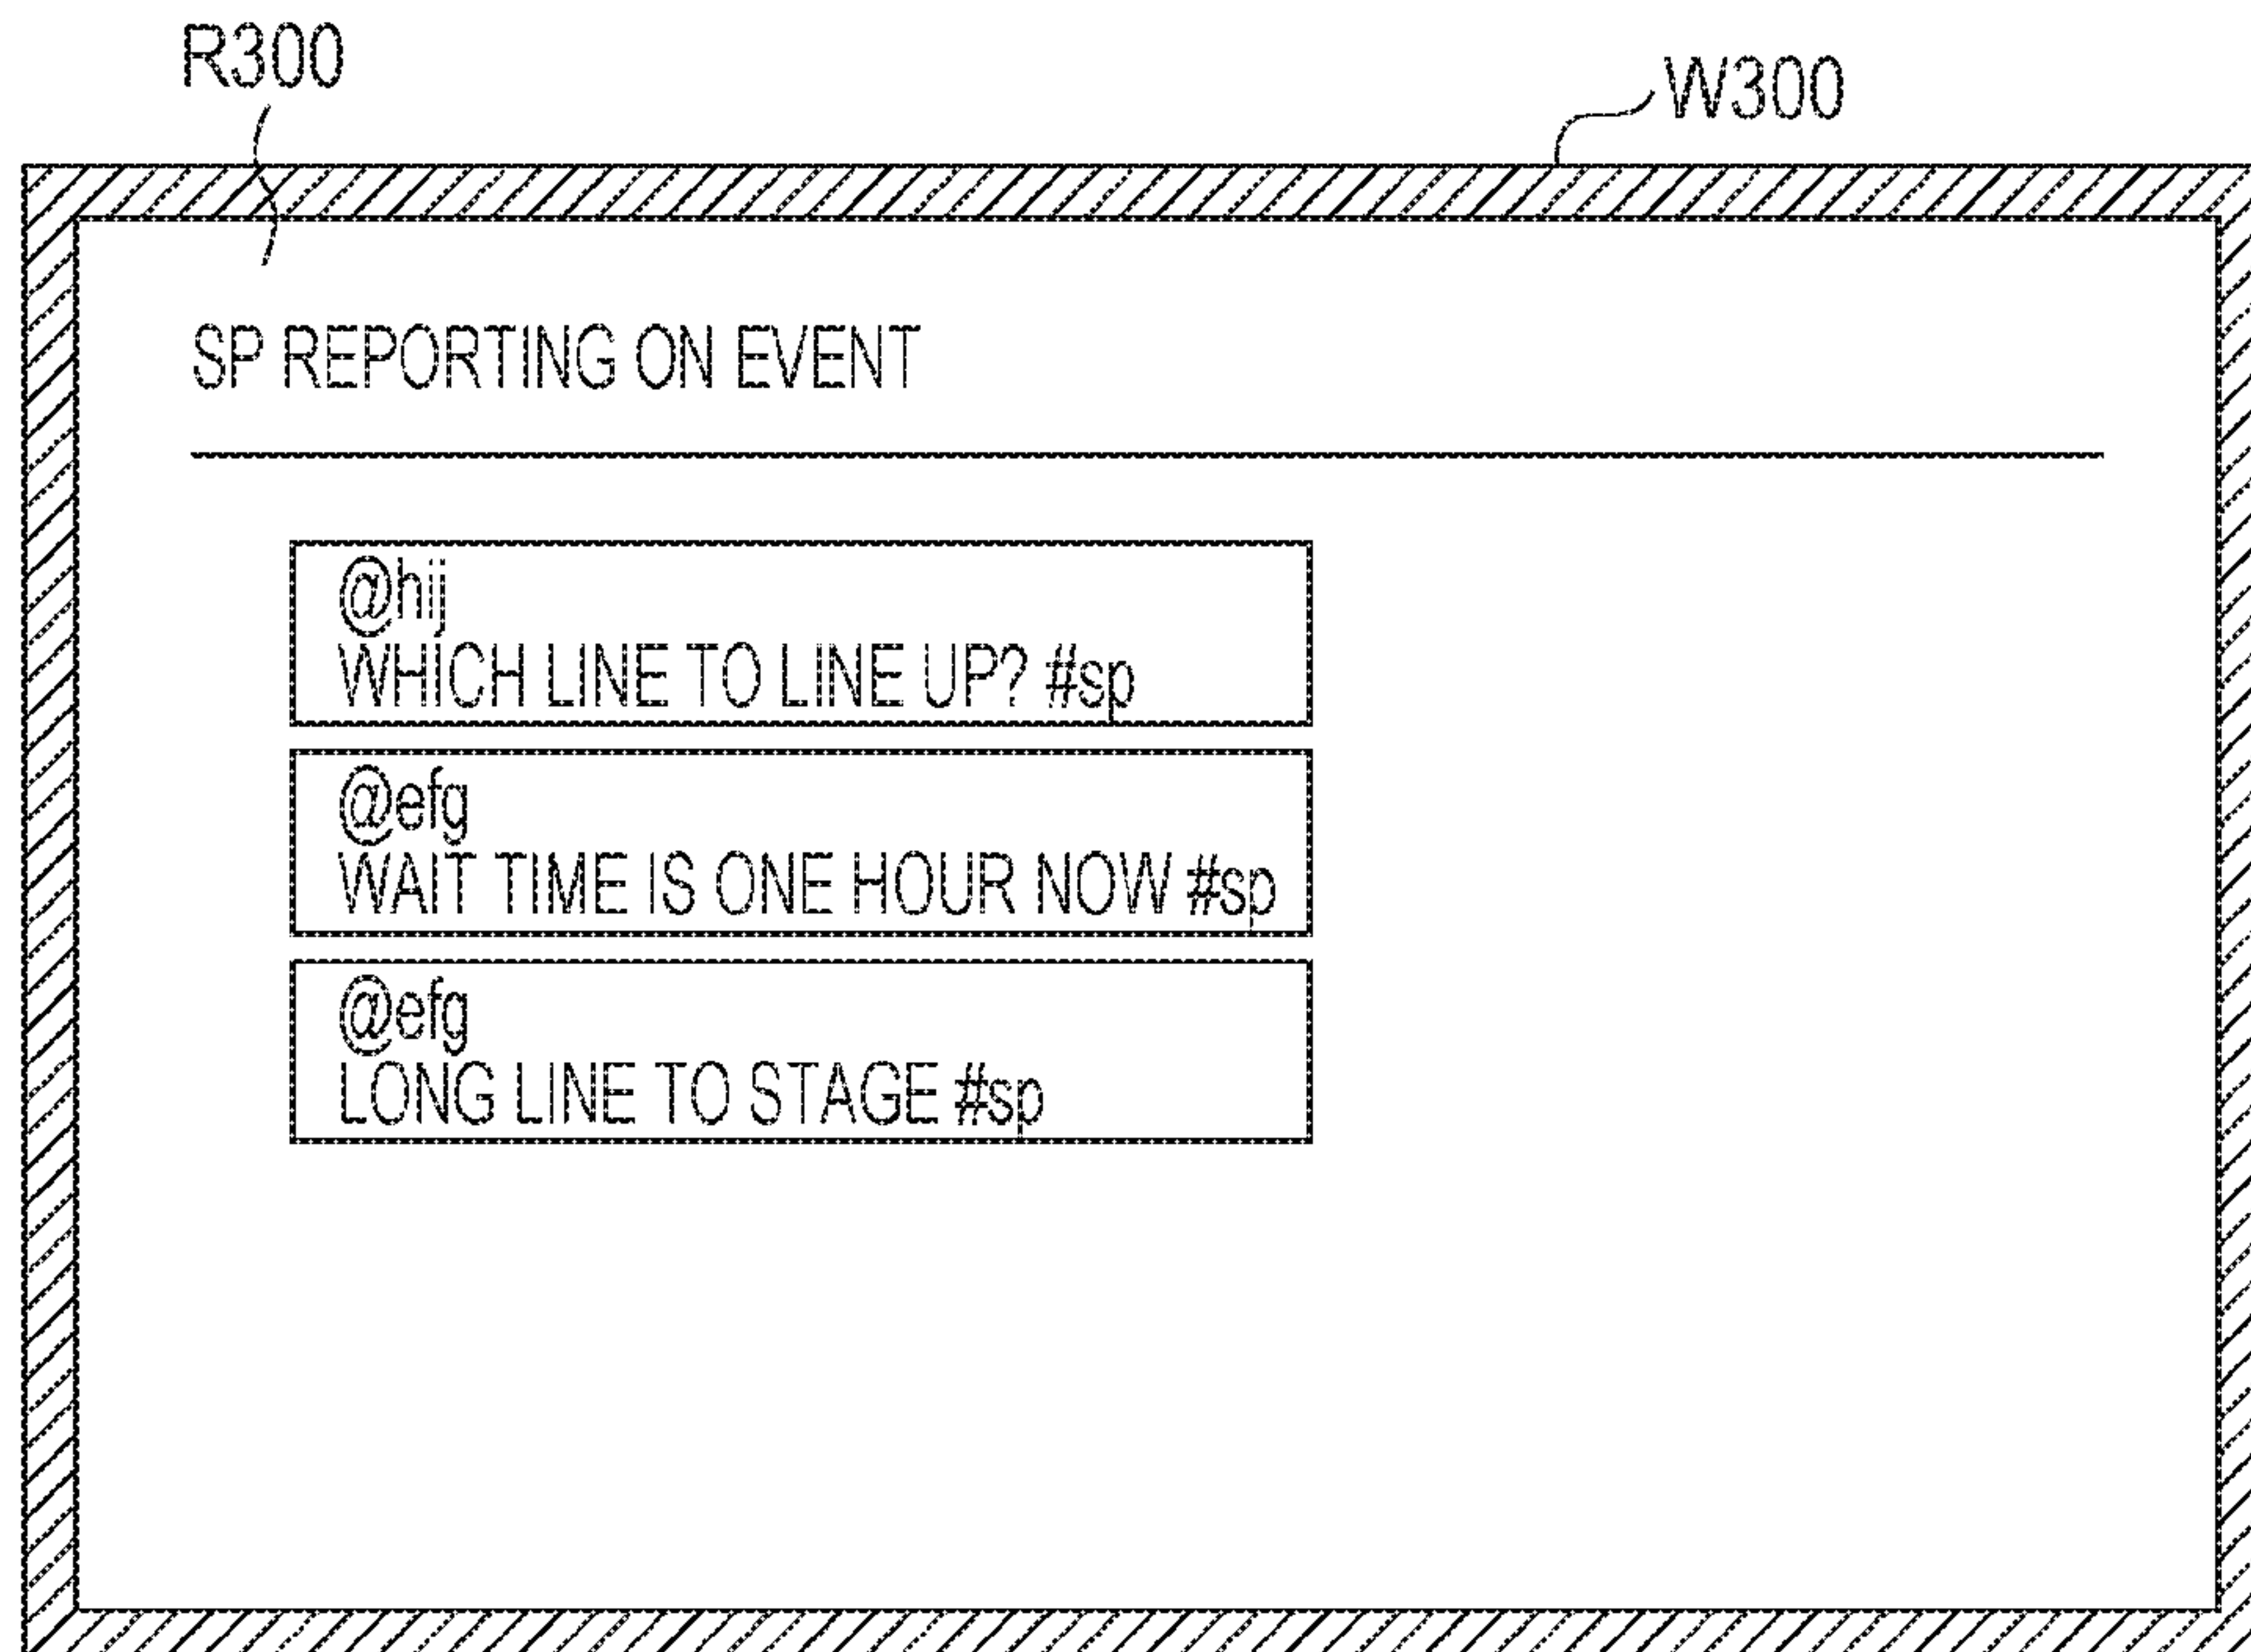 R300
W300
SP REPORTING ON EVENT
@hij
WHICH LINE TO LINE UP? #sp
@efg
WAIT TIME IS ONE HOUR NOW #sp
@efg
LONG LINE TO STAGE #sp